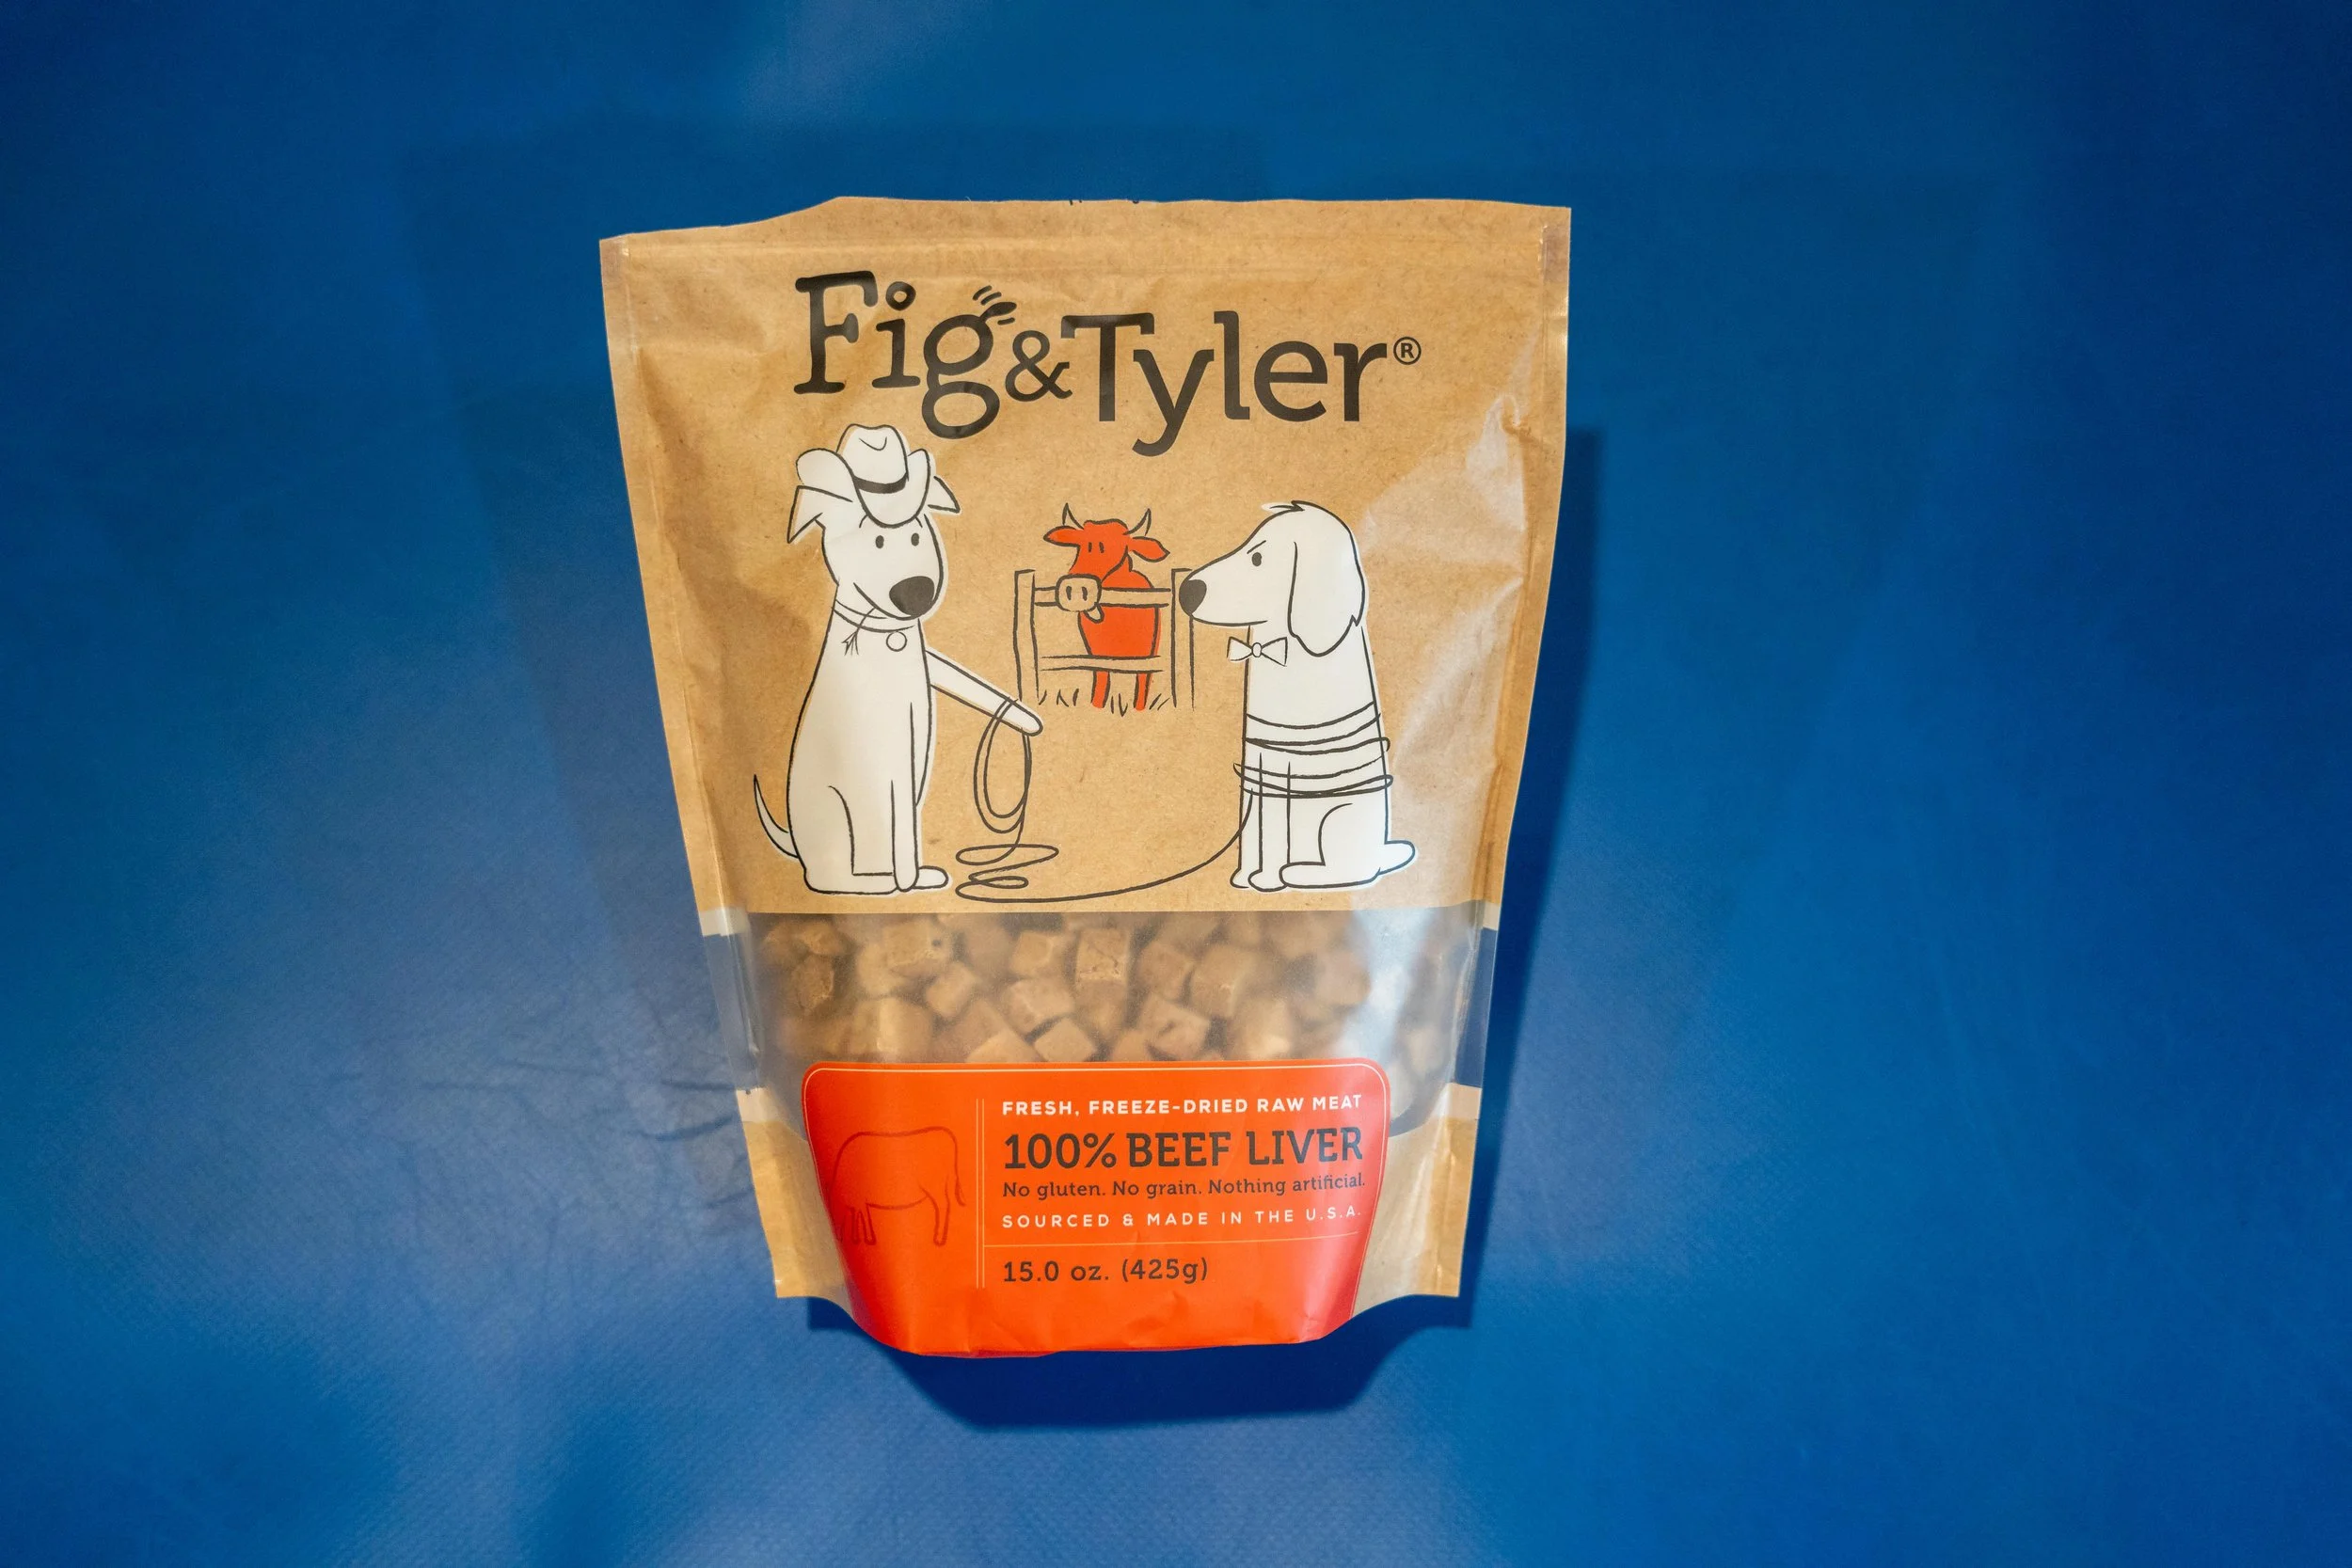 Fig&Tyler®
FRESH, FREEZE-DRIED RAW MEAT
100% BEEF LIVER
No gluten. No grain. Nothing artificial.
SOURCED & MADE IN THE U.S.A.
15.0 oz. (425g)